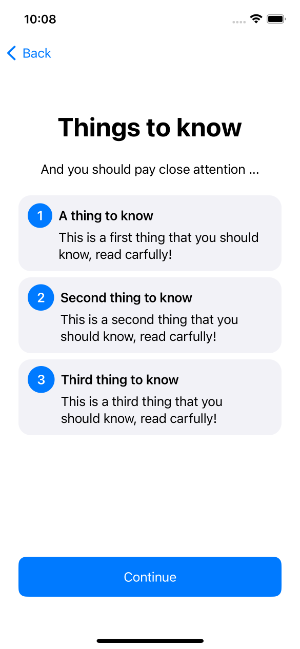 10:08
Back
Things to know
And you should pay close attention ...
1 A thing to know
This is a first thing that you should
know, read carfully!
2 Second thing to know
This is a second thing that you
should know, read carfully!
3 Third thing to know
This is a third thing that you
should know, read carfully!
Continue